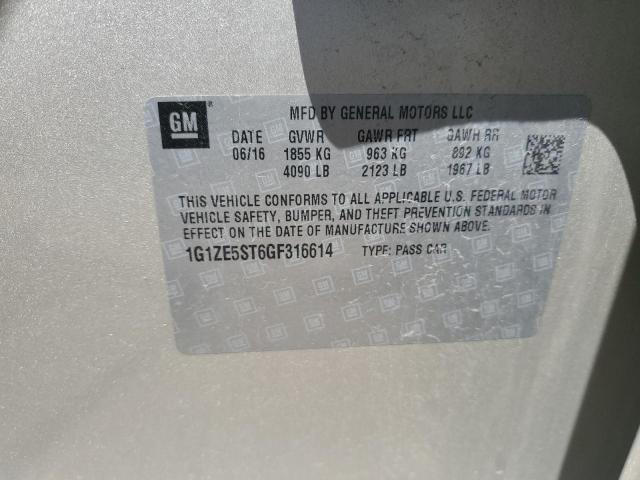 GM
MFD BY GENERAL MOTORS LLC
DATE GVWR GAWR FRT GAWR RR
06/16 1855 KG 963 KG 892 KG
4090 LB 2123 LB 1967 LB
THIS VEHICLE CONFORMS TO ALL APPLICABLE U.S. FEDERAL MOTOR
VEHICLE SAFETY, BUMPER, AND THEFT PREVENTION STANDARDS IN
EFFECT ON THE DATE OF MANUFACTURE SHOWN ABOVE.
1G1ZE5ST6GF316614 TYPE: PASS CAR